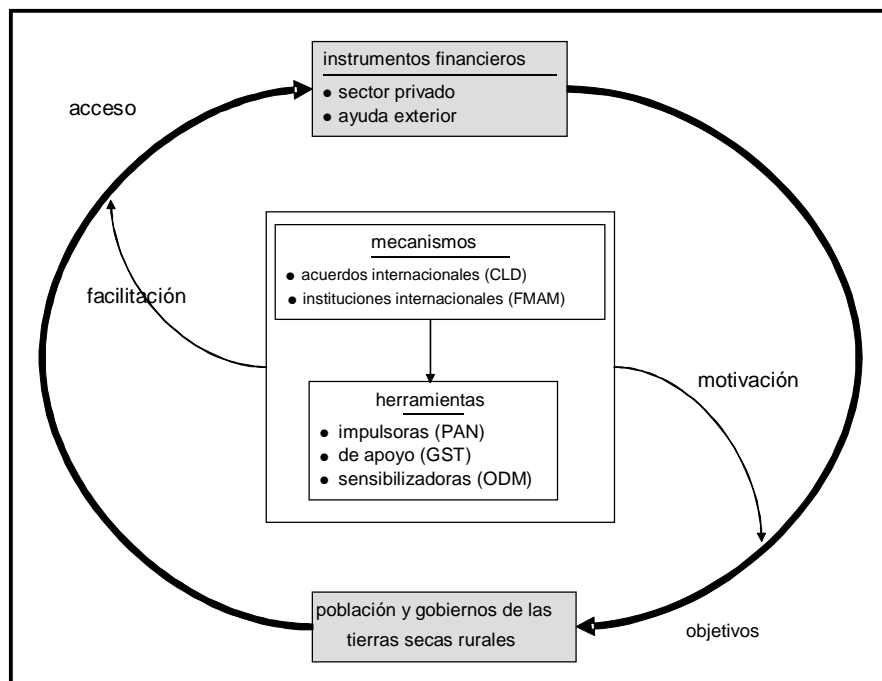 instrumentos financieros
● sector privado
● ayuda exterior
acceso
mecanismos
● acuerdos internacionales (CLD)
● instituciones internacionales (FMAM)
facilitación
motivación
herramientas
● impulsoras (PAN)
● de apoyo (GST)
● sensibilizadoras (ODM)
población y gobiernos de las
tierras secas rurales
objetivos